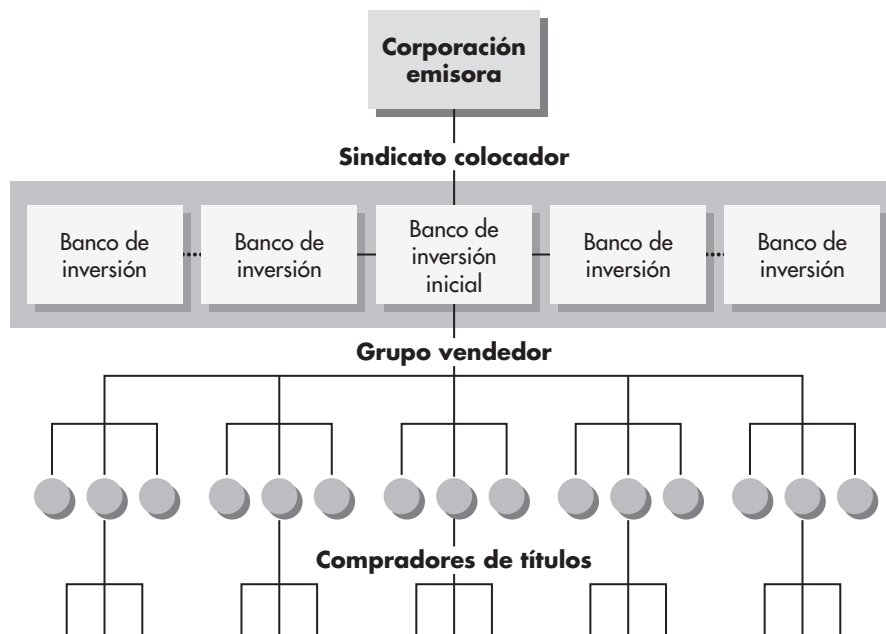 Corporación
emisora
Sindicato colocador
Banco de
inversión
Banco de
inversión
Banco de
inversión
inicial
Banco de
inversión
Banco de
inversión
Grupo vendedor
Compradores de títulos